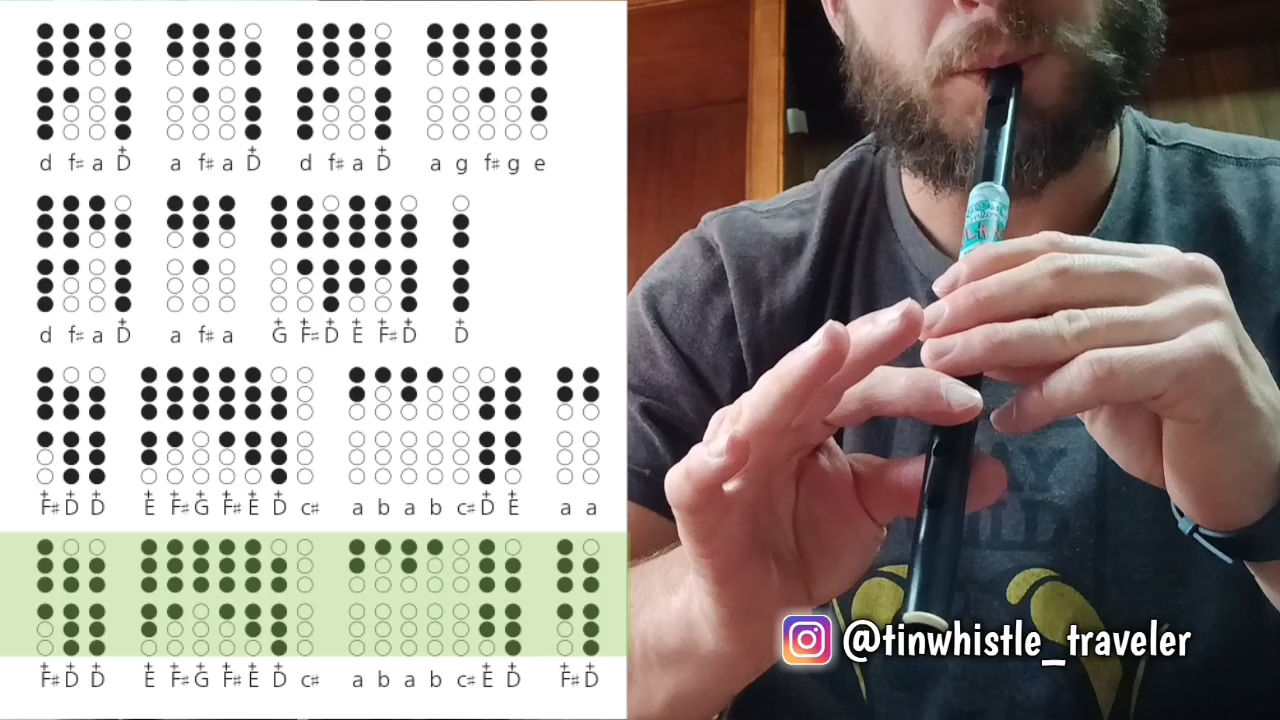 d f♯ a D a f♯ a D d f♯ a D a g f♯ g e
d f♯ a D a f♯ a G F♯ D E F♯ D D
F♯ D D E F♯ G F♯ E D c♯ a b a b c♯ D E a a
F♯ D D E F♯ G F♯ E D c♯ a b a b c♯ E D F♯ D
@tinwhistle_traveler